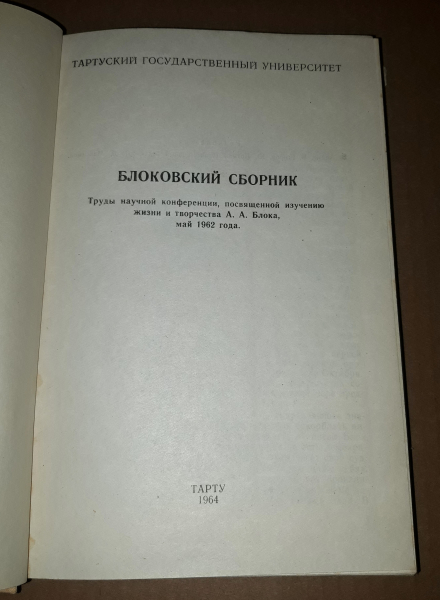 ТАРТУСКИЙ ГОСУДАРСТВЕННЫЙ УНИВЕРСИТЕТ
БЛОКОВСКИЙ СБОРНИК
Труды научной конференции, посвященной изучению
жизни и творчества А. А. Блока,
май 1962 года.
ТАРТУ
1964